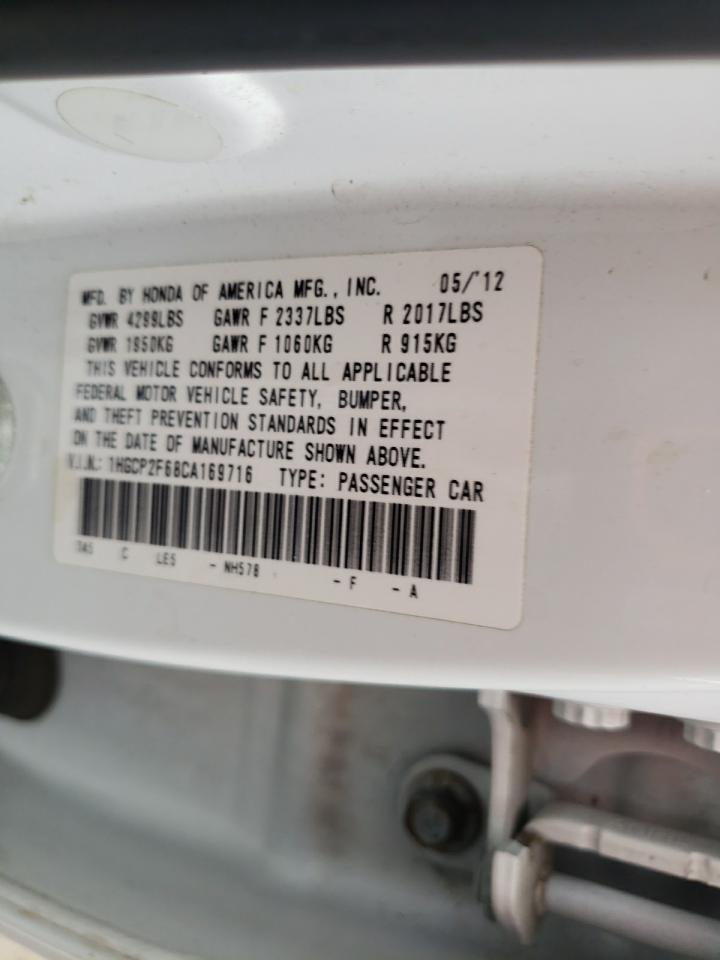 MFD. BY HONDA OF AMERICA MFG., INC. 05/12
GVWR 4299LBS GAWR F 2337LBS R 2017LBS
GVWR 1950KG GAWR F 1060KG R 915KG
THIS VEHICLE CONFORMS TO ALL APPLICABLE
FEDERAL MOTOR VEHICLE SAFETY, BUMPER,
AND THEFT PREVENTION STANDARDS IN EFFECT
ON THE DATE OF MANUFACTURE SHOWN ABOVE.
V.I.N.: 1HGCP2F68CA169716 TYPE: PASSENGER CAR
TA5 C LE5 - NH578 - F - A